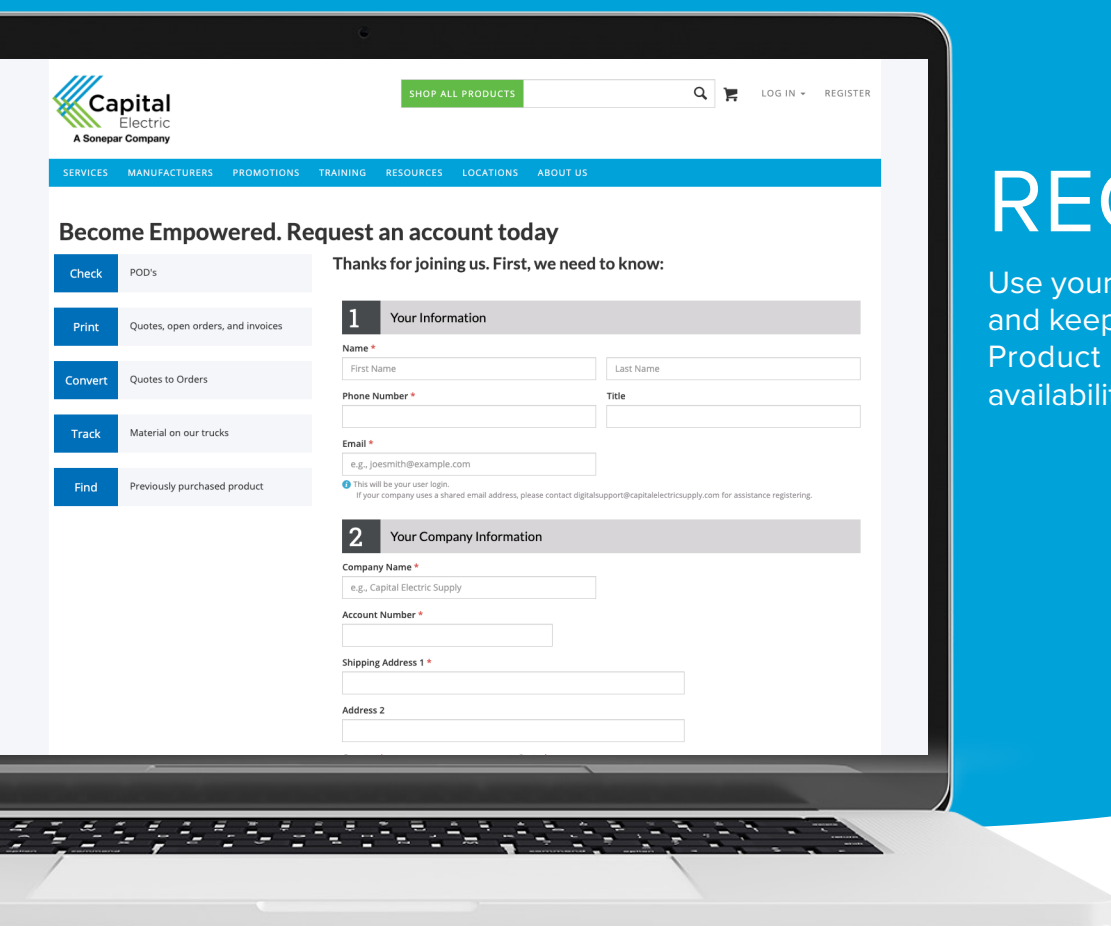 Capital
Electric
A Sonepar Company
SHOP ALL PRODUCTS
LOG IN
REGISTER
SERVICES MANUFACTURERS PROMOTIONS TRAINING RESOURCES LOCATIONS ABOUT US
Become Empowered. Request an account today
Check POD's
Print Quotes, open orders, and invoices
Convert Quotes to Orders
Track Material on our trucks
Find Previously purchased product
Thanks for joining us. First, we need to know:
1 Your Information
Name *
First Name Last Name
Phone Number * Title
Email *
e.g., joesmith@example.com
This will be your user login.
If your company uses a shared email address, please contact digitalsupport@capitalelectricsupply.com for assistance registering.
2 Your Company Information
Company Name *
e.g., Capital Electric Supply
Account Number *
Shipping Address 1 *
Address 2
Use your
and keep
Product
command
command
option